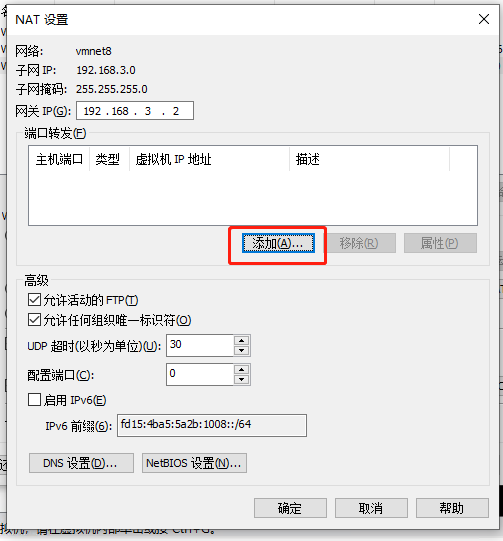 NAT 设置
网络: vmnet8
子网 IP: 192.168.3.0
子网掩码: 255.255.255.0
网关 IP(G): 192 . 168 . 3 . 2
端口转发(F)
主机端口 类型 虚拟机 IP 地址 描述
添加(A)... 移除(R) 属性(P)
高级
允许活动的 FTP(T)
允许任何组织唯一标识符(O)
UDP 超时(以秒为单位)(U): 30
配置端口(C): 0
启用 IPv6(E)
IPv6 前缀(6): fd15:4ba5:5a2b:1008::/64
DNS 设置(D)... NetBIOS 设置(N)...
确定 取消 帮助